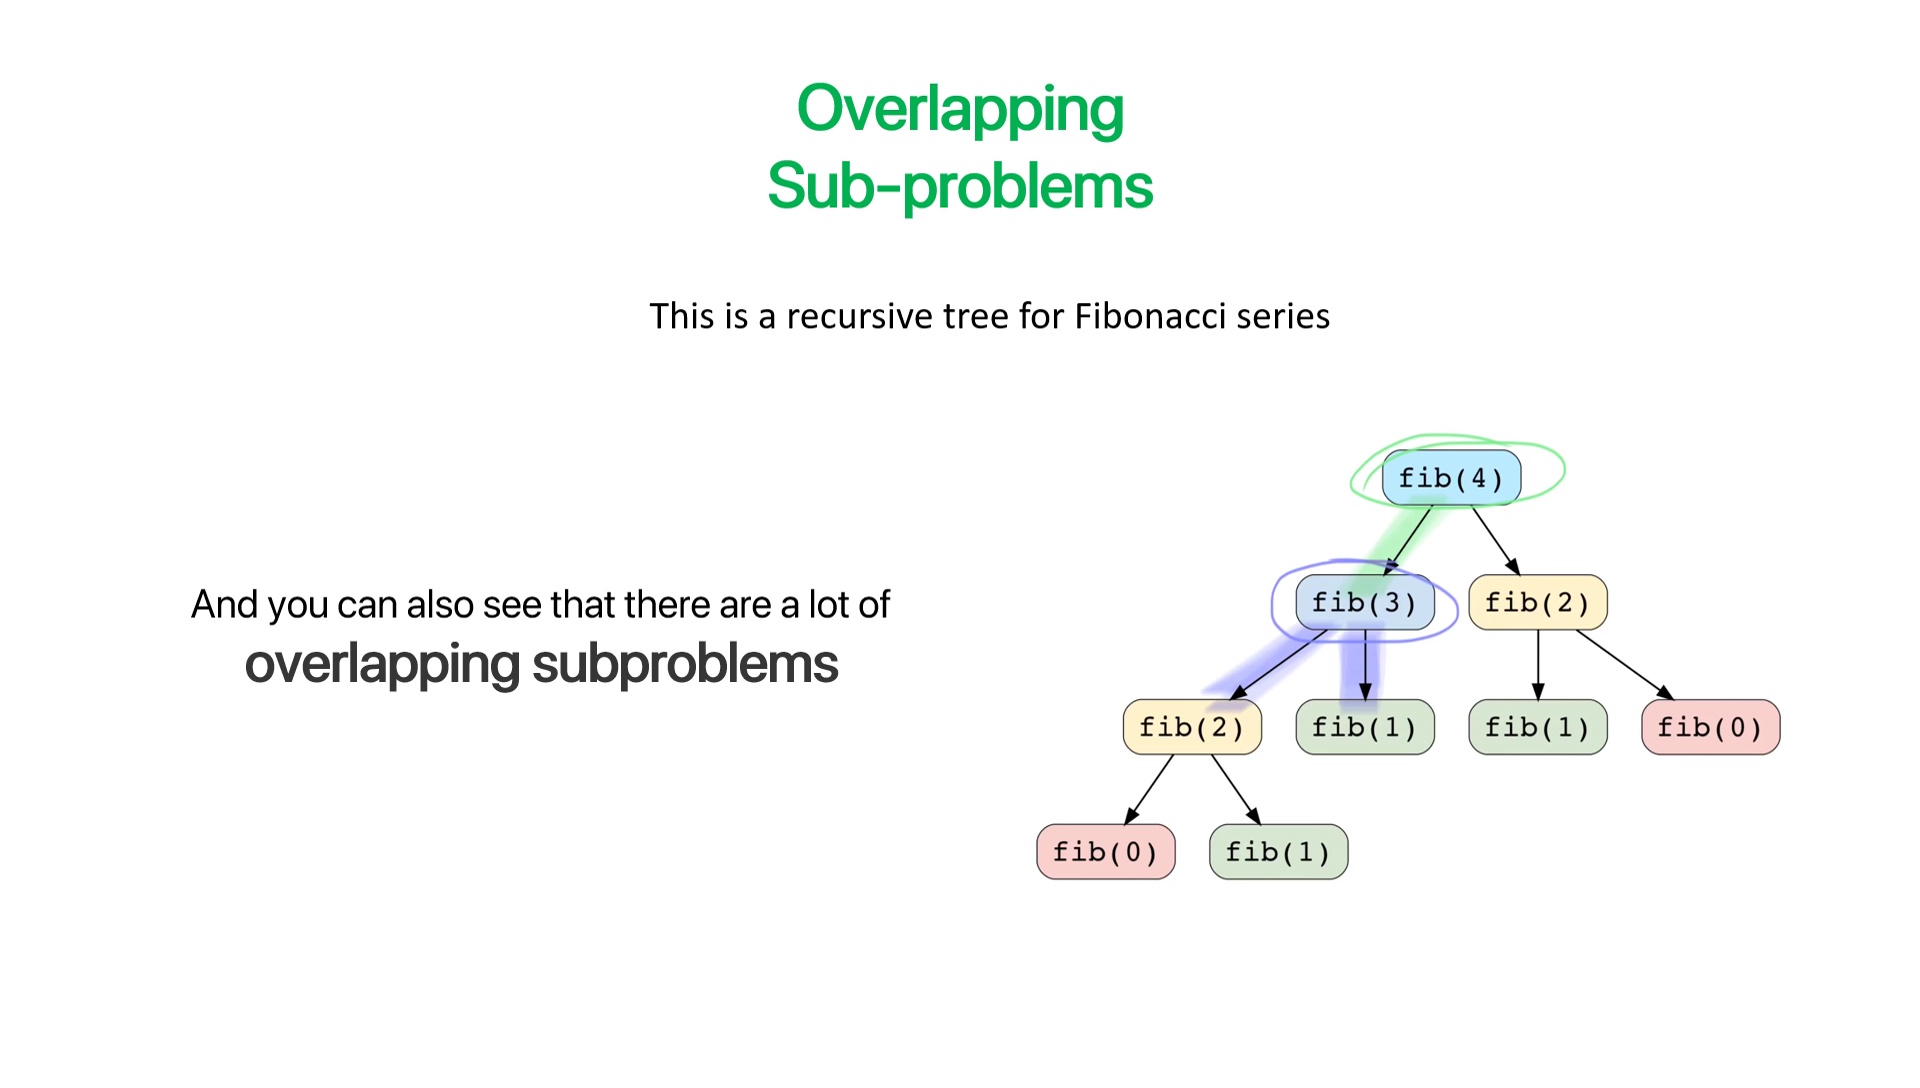 Overlapping
Sub-problems
This is a recursive tree for Fibonacci series
And you can also see that there are a lot of
overlapping subproblems
fib(4)
fib(3) fib(2)
fib(2) fib(1) fib(1) fib(0)
fib(0) fib(1)